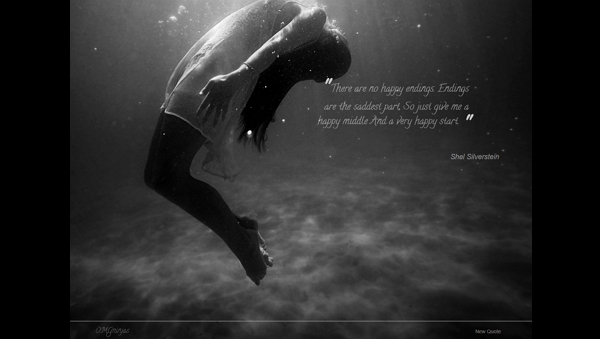 "There are no happy endings. Endings
are the saddest part, So just give me a
happy middle And a very happy start. "
Shel Silverstein
New Quote